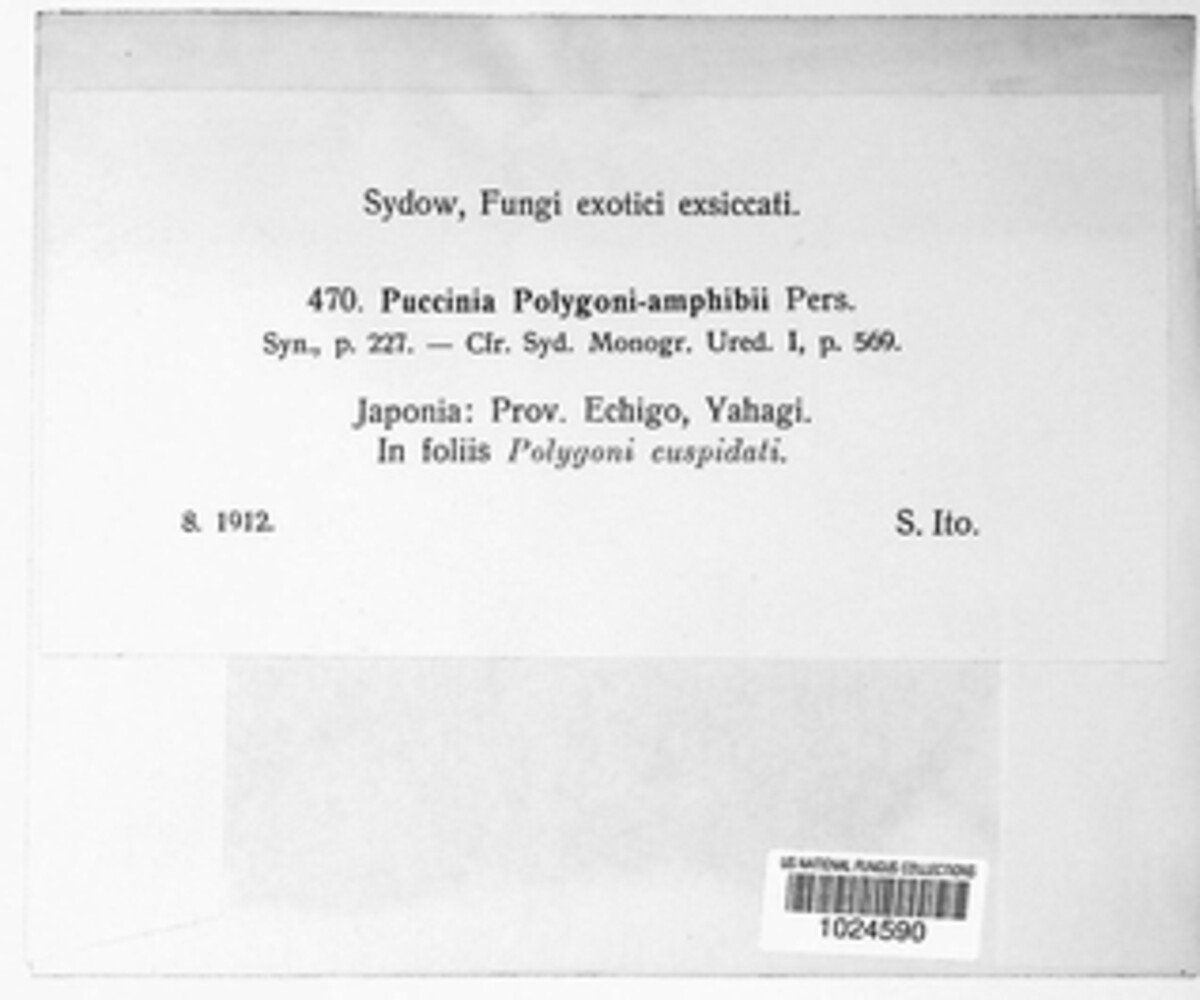 Sydow, Fungi exotici exsiccati.
470. Puccinia Polygoni-amphibii Pers.
Syn., p. 227. — Cfr. Syd. Monogr. Ured. I, p. 569.
Japonia: Prov. Echigo, Yahagi.
In foliis Polygoni cuspidati.
8. 1912.
S. Ito.
US NATIONAL FUNGUS COLLECTIONS
1024590